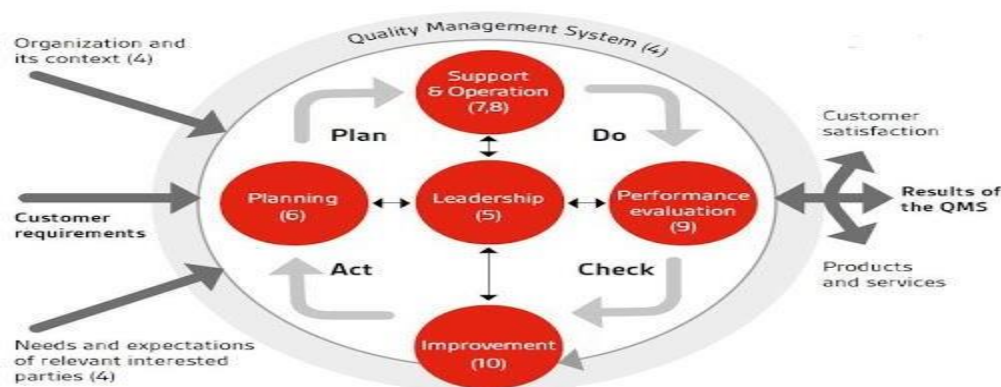 Quality Management System (4)
Organization and
its context (4)
Support
& Operation
(7,8)
Customer
satisfaction
Plan
Do
Planning
(6)
Leadership
(5)
Performance
evaluation
(9)
Results of
the QMS
Customer
requirements
Act
Check
Products
and services
Needs and expectations
of relevant interested
parties (4)
Improvement
(10)